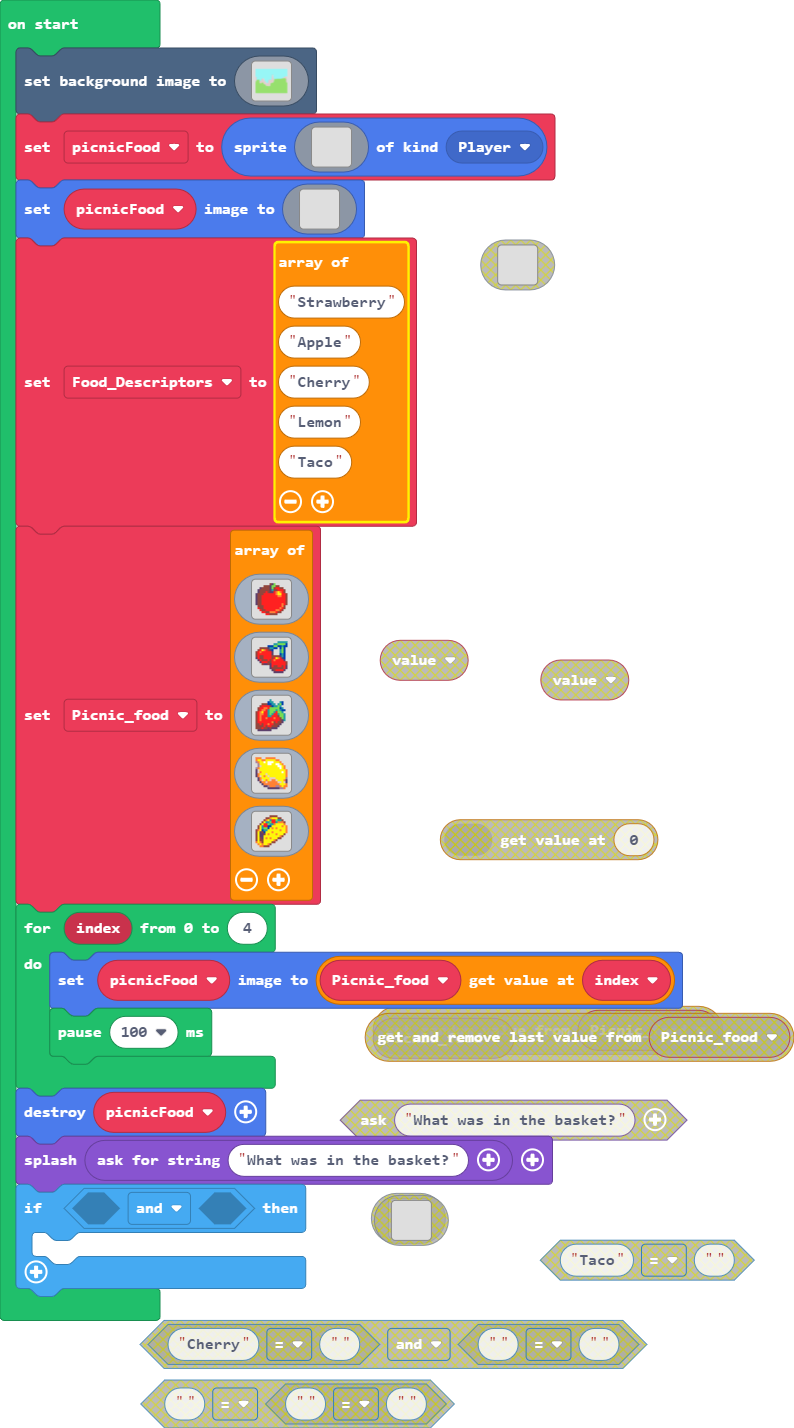 on start
set background image to
set picnicFood to sprite of kind Player
set picnicFood image to
array of
"Strawberry"
"Apple"
set Food_Descriptors to "Cherry"
"Lemon"
"Taco"
array of
value
value
set Picnic_food to
get value at 0
for index from 0 to 4
do
set picnicFood image to Picnic_food get value at index
pause 100 ms
get and remove last value from Picnic_food
destroy picnicFood
ask "What was in the basket?"
splash ask for string "What was in the basket?"
if and then
"Taco" = ""
"Cherry" = "" and "" = ""
"" = "" = ""